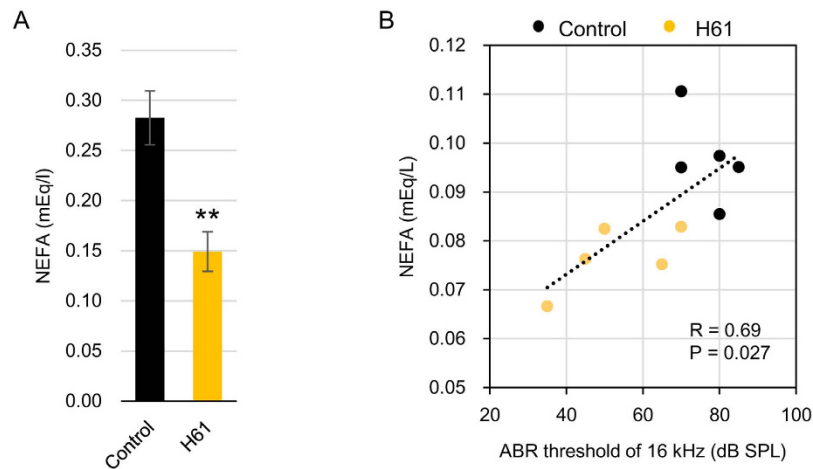 A
NEFA (mEq/l)
0.35
0.30
0.25
0.20
0.15
0.10
0.05
0.00
**
Control
H61
B
Control
H61
NEFA (mEq/L)
0.12
0.11
0.10
0.09
0.08
0.07
0.06
0.05
R = 0.69
P = 0.027
20
40
60
80
100
ABR threshold of 16 kHz (dB SPL)